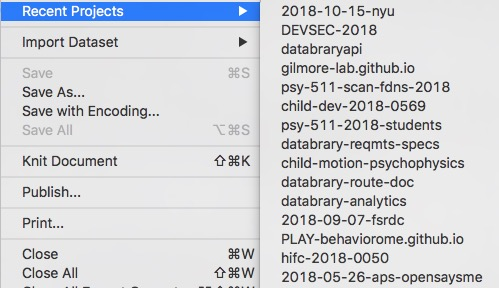 Recent Projects ▶
Import Dataset ▶
Save ⌘S
Save As...
Save with Encoding...
Save All ⌥⌘S
Knit Document ⇧⌘K
Publish...
Print...
Close ⌘W
Close All ⇧⌘W
2018-10-15-nyu
DEVSEC-2018
databraryapi
gilmore-lab.github.io
psy-511-scan-fdns-2018
child-dev-2018-0569
psy-511-2018-students
databrary-reqmts-specs
child-motion-psychophysics
databrary-route-doc
databrary-analytics
2018-09-07-fsrdc
PLAY-behaviorome.github.io
hifc-2018-0050
2018-05-26-aps-opensaysme